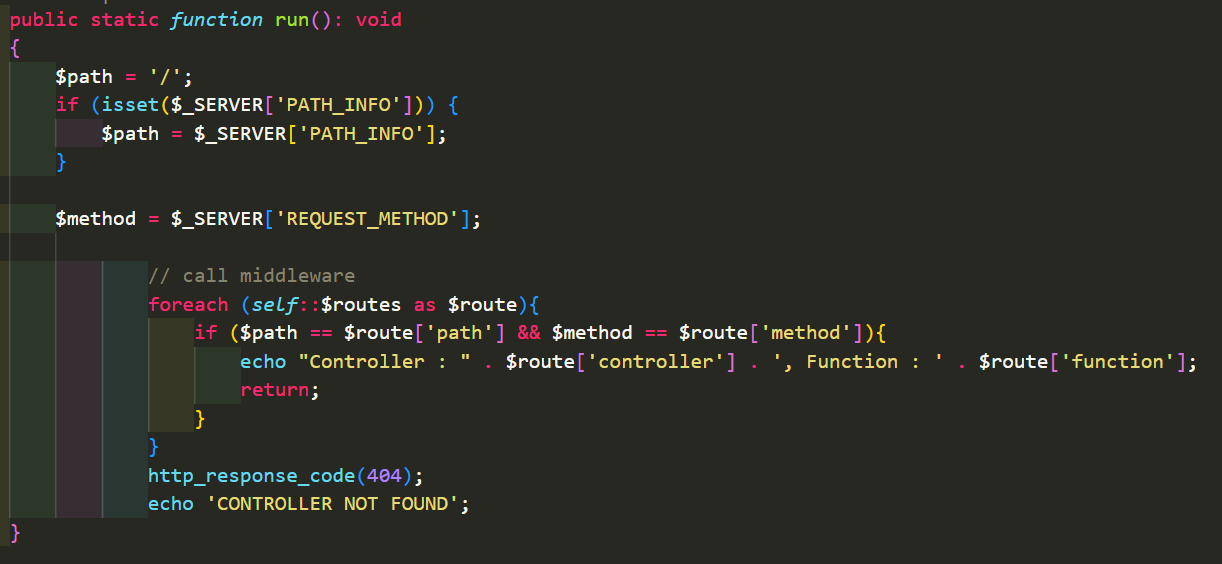 public static function run(): void
{
    $path = '/';
    if (isset($_SERVER['PATH_INFO'])) {
        $path = $_SERVER['PATH_INFO'];
    }

    $method = $_SERVER['REQUEST_METHOD'];

            // call middleware
            foreach (self::$routes as $route){
                if ($path == $route['path'] && $method == $route['method']){
                    echo "Controller : " . $route['controller'] . ', Function : ' . $route['function'];
                    return;
                }
            }
            http_response_code(404);
            echo 'CONTROLLER NOT FOUND';
}